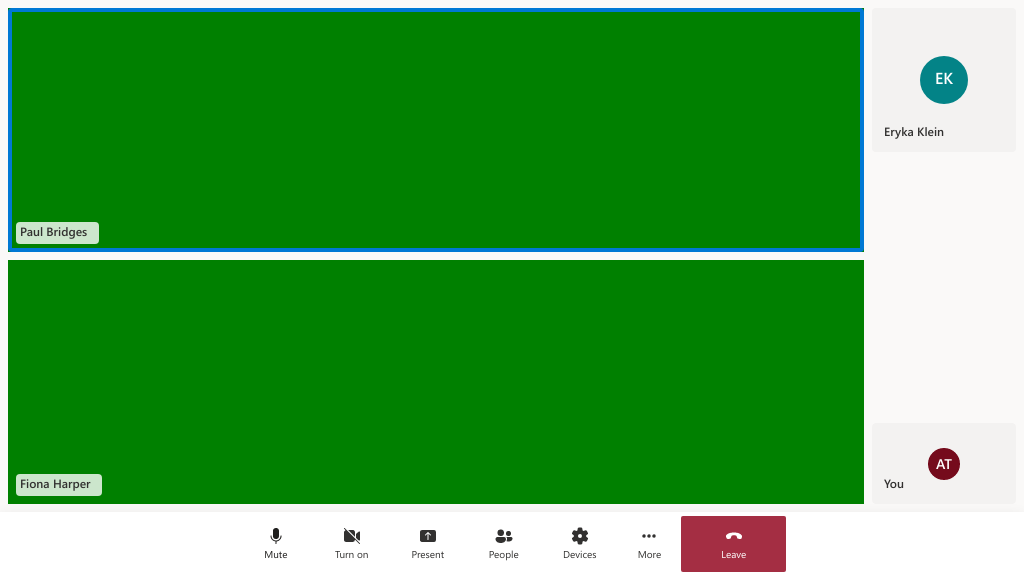 EK
Eryka Klein
Paul Bridges
Fiona Harper
AT
You
Mute
Turn on
Present
People
Devices
More
Leave